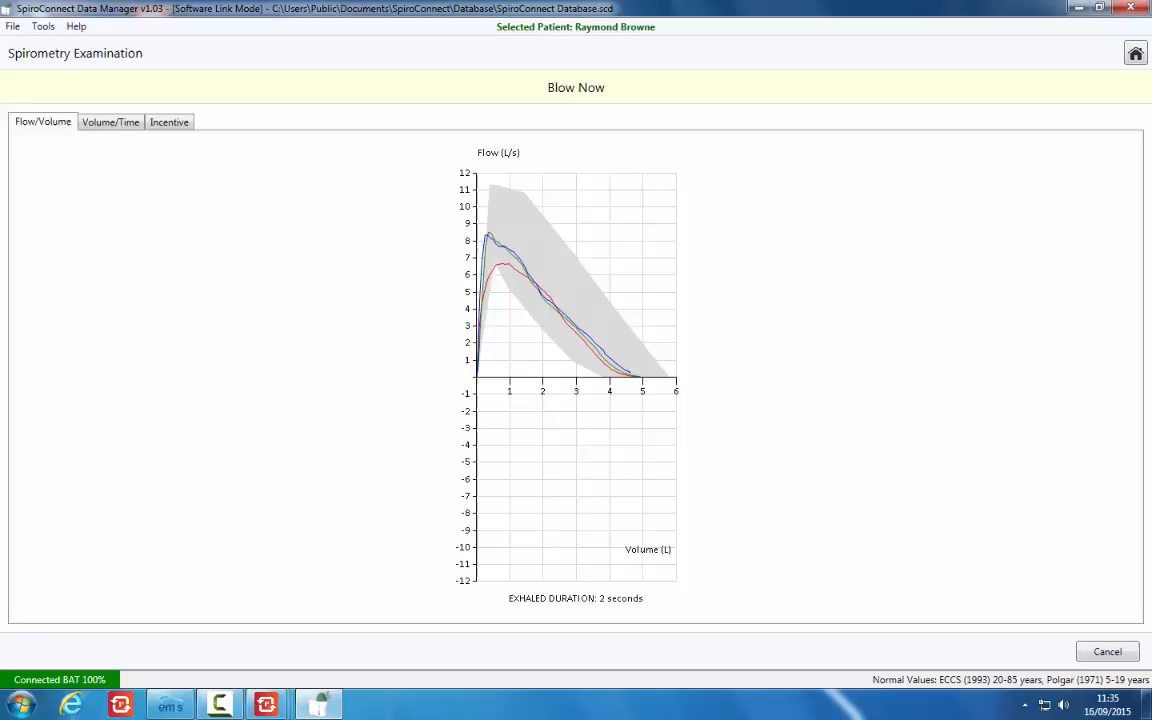 SpiroConnect Data Manager v1.03 - [Software Link Mode] - C:\Users\Public\Documents\SpiroConnect\Database\SpiroConnect Database.scd
File Tools Help
Selected Patient: Raymond Browne
Spirometry Examination
Blow Now
Flow/Volume Volume/Time Incentive
Flow (L/s)
12
11
10
9
8
7
6
5
4
3
2
1
1 2 3 4 5 6
-1
-2
-3
-4
-5
-6
-7
-8
-9
-10
Volume (L)
-11
-12
EXHALED DURATION: 2 seconds
Cancel
Connected BAT 100%
Normal Values: ECCS (1993) 20-85 years, Polgar (1971) 5-19 years
ems
11:35
16/09/2015